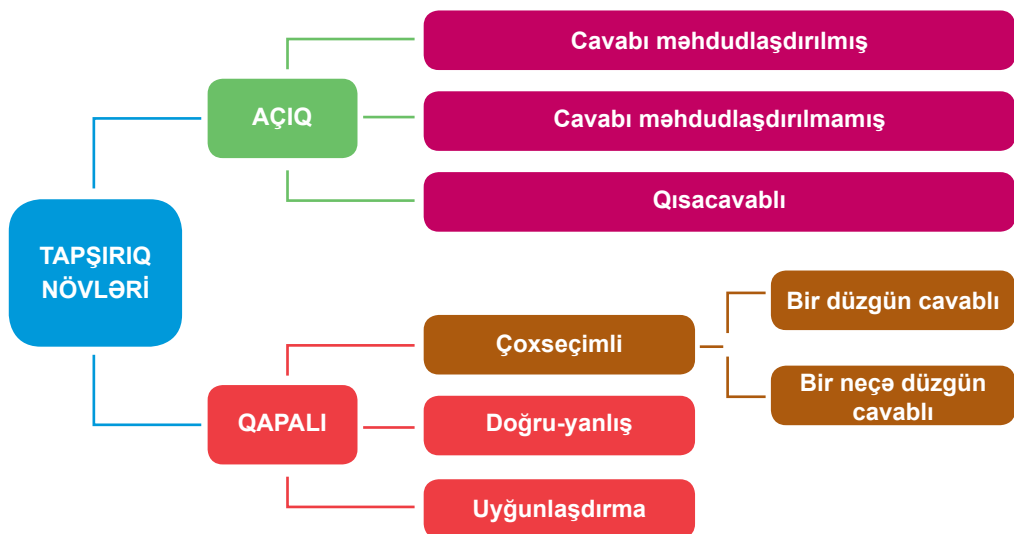 TAPŞIRIQ
NÖVLƏRİ
AÇIQ
Cavabı məhdudlaşdırılmış
Cavabı məhdudlaşdırılmamış
Qısacavablı
QAPALI
Çoxseçimli
Bir düzgün cavablı
Bir neçə düzgün
cavablı
Doğru-yanlış
Uyğunlaşdırma